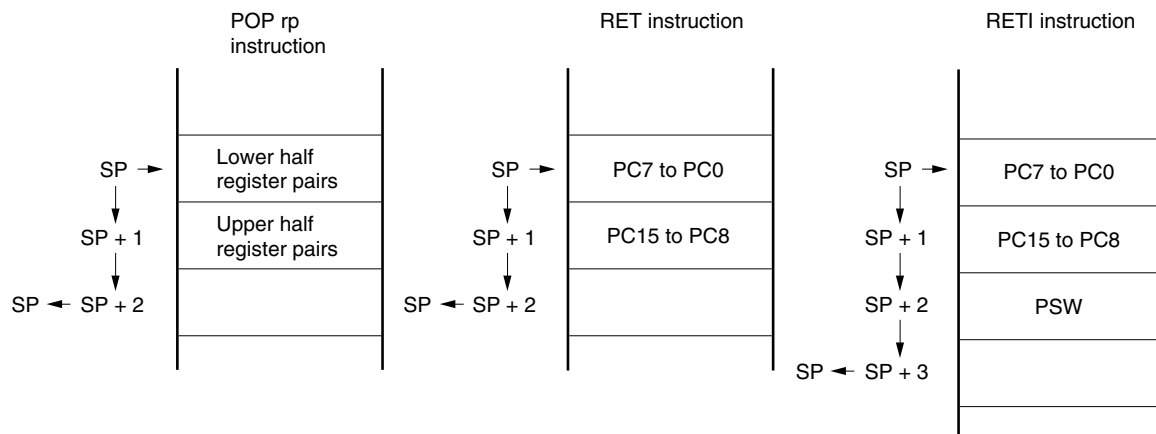 POP rp
instruction
SP
Lower half
register pairs
SP + 1
Upper half
register pairs
SP
SP + 2
RET instruction
SP
PC7 to PC0
SP + 1
PC15 to PC8
SP
SP + 2
RETI instruction
SP
PC7 to PC0
SP + 1
PC15 to PC8
SP + 2
PSW
SP
SP + 3